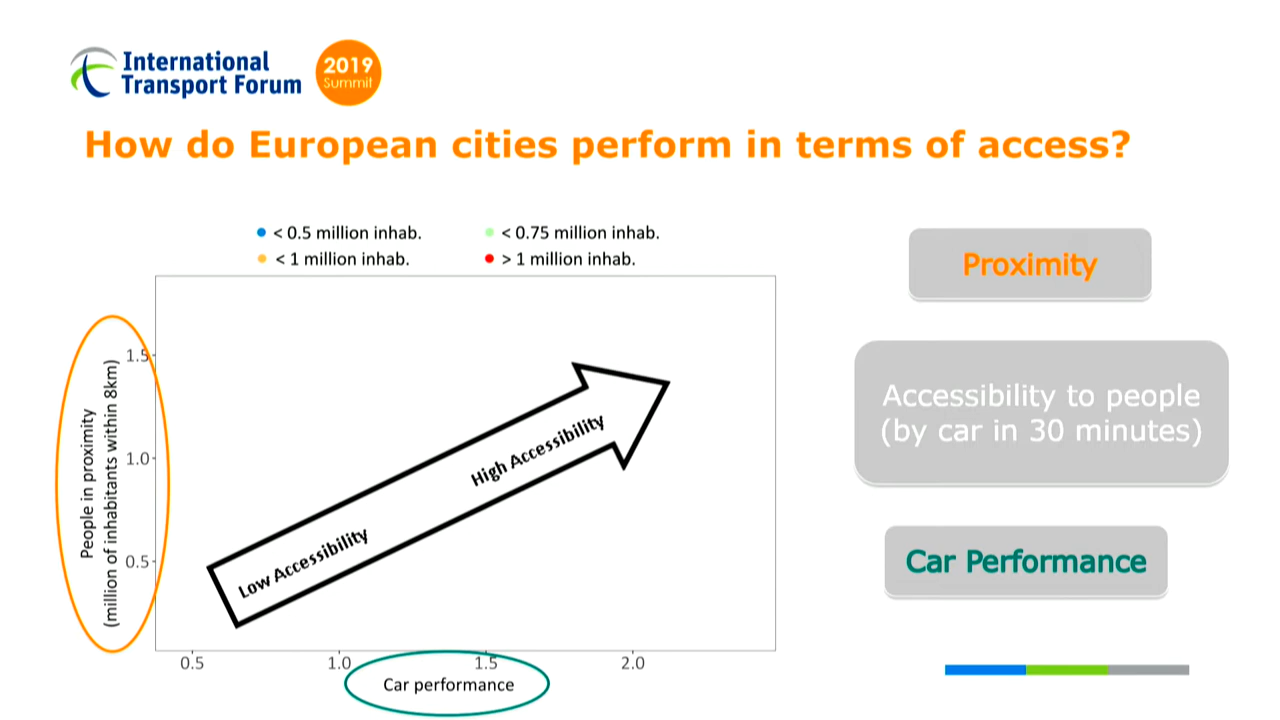 International
Transport Forum
2019
Summit
How do European cities perform in terms of access?
< 0.5 million inhab.
< 0.75 million inhab.
< 1 million inhab.
> 1 million inhab.
People in proximity
(million of inhabitants within 8km)
1.5
1.0
0.5
High Accessibility
Low Accessibility
0.5
1.0
1.5
2.0
Car performance
Proximity
Accessibility to people
(by car in 30 minutes)
Car Performance